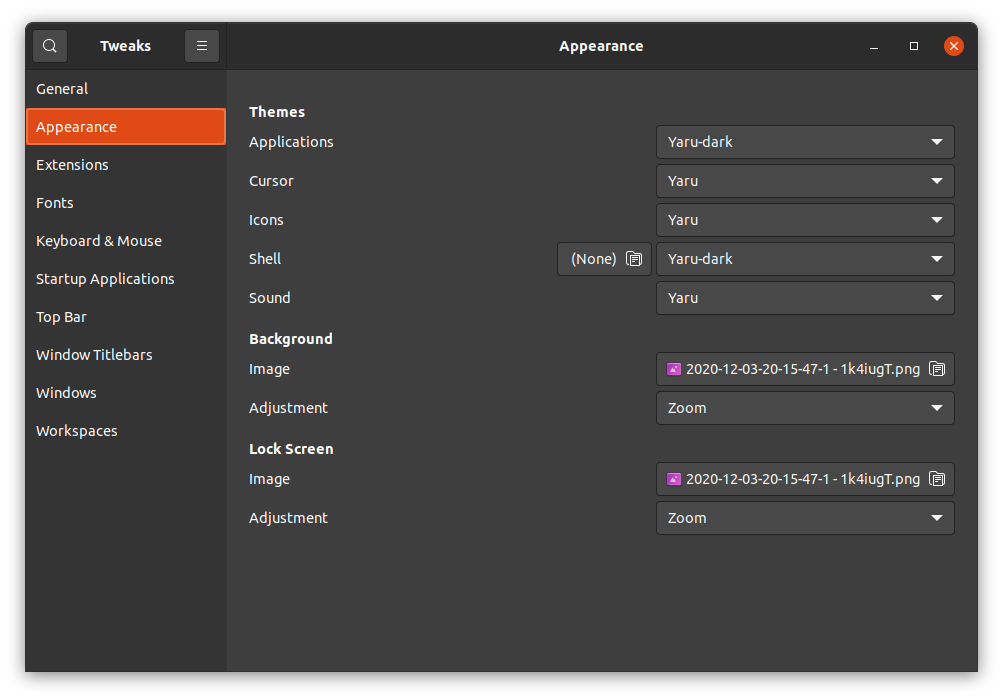 Tweaks
Appearance
General
Appearance
Extensions
Fonts
Keyboard & Mouse
Startup Applications
Top Bar
Window Titlebars
Windows
Workspaces
Themes
Applications Yaru-dark
Cursor Yaru
Icons Yaru
Shell (None) Yaru-dark
Sound Yaru
Background
Image 2020-12-03-20-15-47-1 - 1k4iugT.png
Adjustment Zoom
Lock Screen
Image 2020-12-03-20-15-47-1 - 1k4iugT.png
Adjustment Zoom